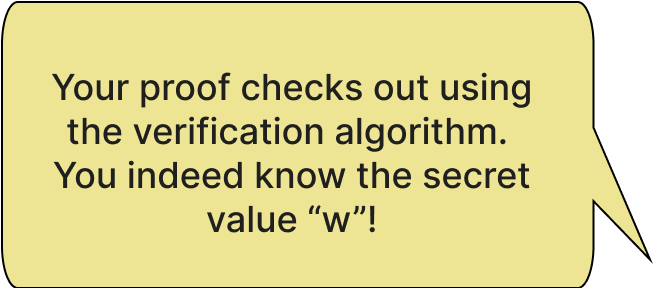 Your proof checks out using
the verification algorithm.
You indeed know the secret
value “w”!